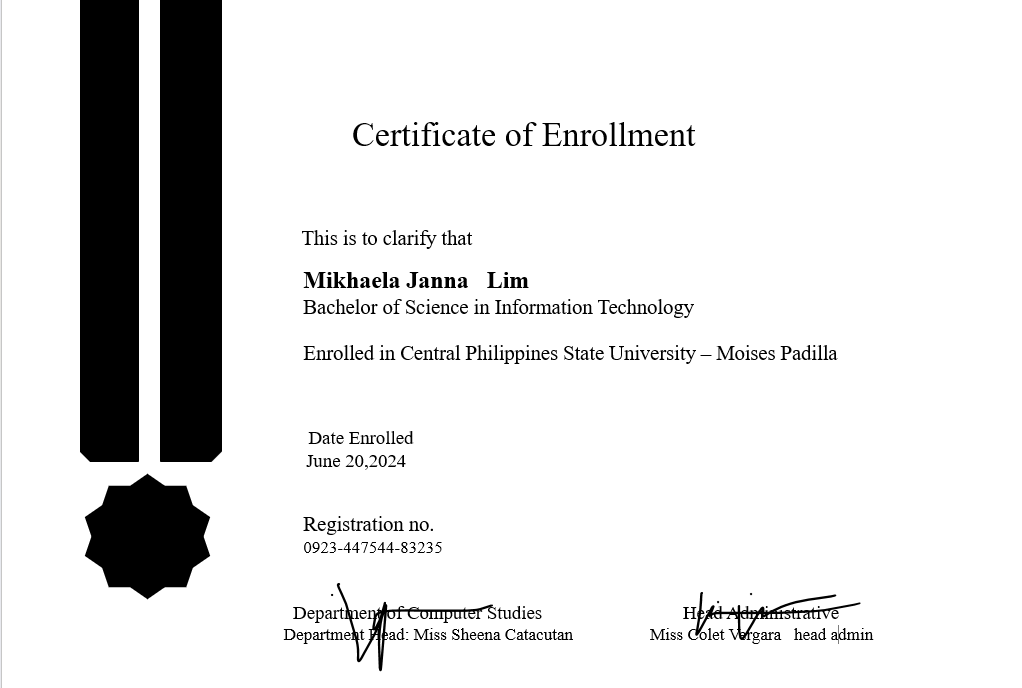 Certificate of Enrollment
This is to clarify that
Mikhaela Janna Lim
Bachelor of Science in Information Technology
Enrolled in Central Philippines State University – Moises Padilla
Date Enrolled
June 20,2024
Registration no.
0923-447544-83235
Department of Computer Studies
Department Head: Miss Sheena Catacutan
Head Administrative
Miss Colet Vergara head admin